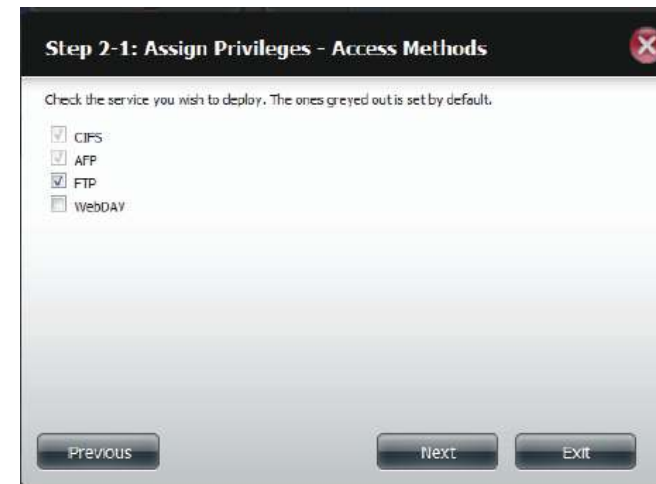 Step 2-1: Assign Privileges - Access Methods
Check the service you wish to deploy. The ones greyed out is set by default.
CIFS
AFP
FTP
WebDAV
Previous
Next
Exit